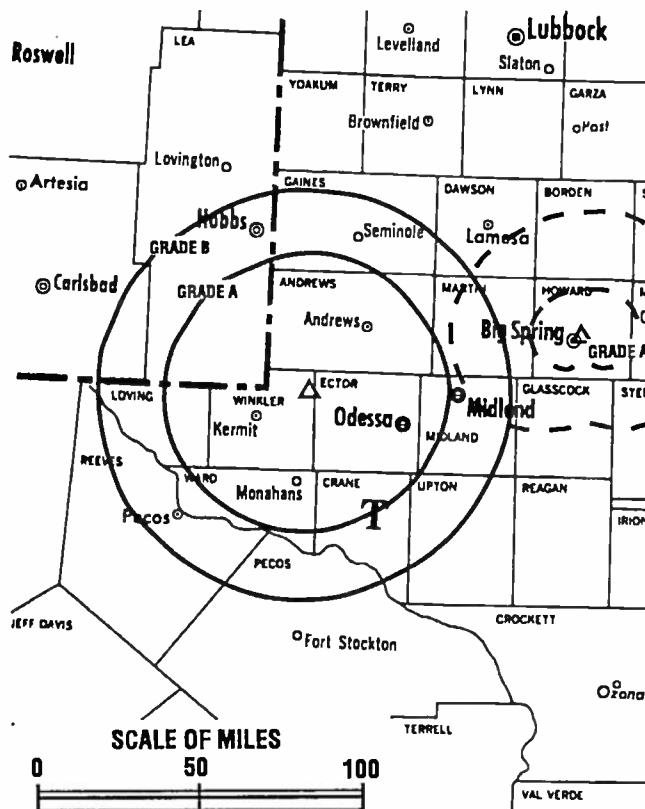 Lubbock
LEA
Levelland
Roswell
Slaton
YOAKUM
TERRY
LYNN
GARZA
Brownfield
Post
Lovington
Artesia
GAINES
DAWSON
BORDEN
S
Hobbs
Seminole
Lamesa
GRADE B
Carlsbad
GRADE A
ANDREWS
MARTIN
HOWARD
M
Andrews
Big Spring
GRADE A
LOVING
WINKLER
ECTOR
GLASSCOCK
STE
Midland
Kermit
Odessa
MIDLAND
REEVES
WARD
Monahans
CRANE
UPTON
REAGAN
Pecos
T
IRION
PECOS
JEFF DAVIS
CROCKETT
Fort Stockton
Ozona
TERRELL
SCALE OF MILES
0 50 100
VAL VERDE